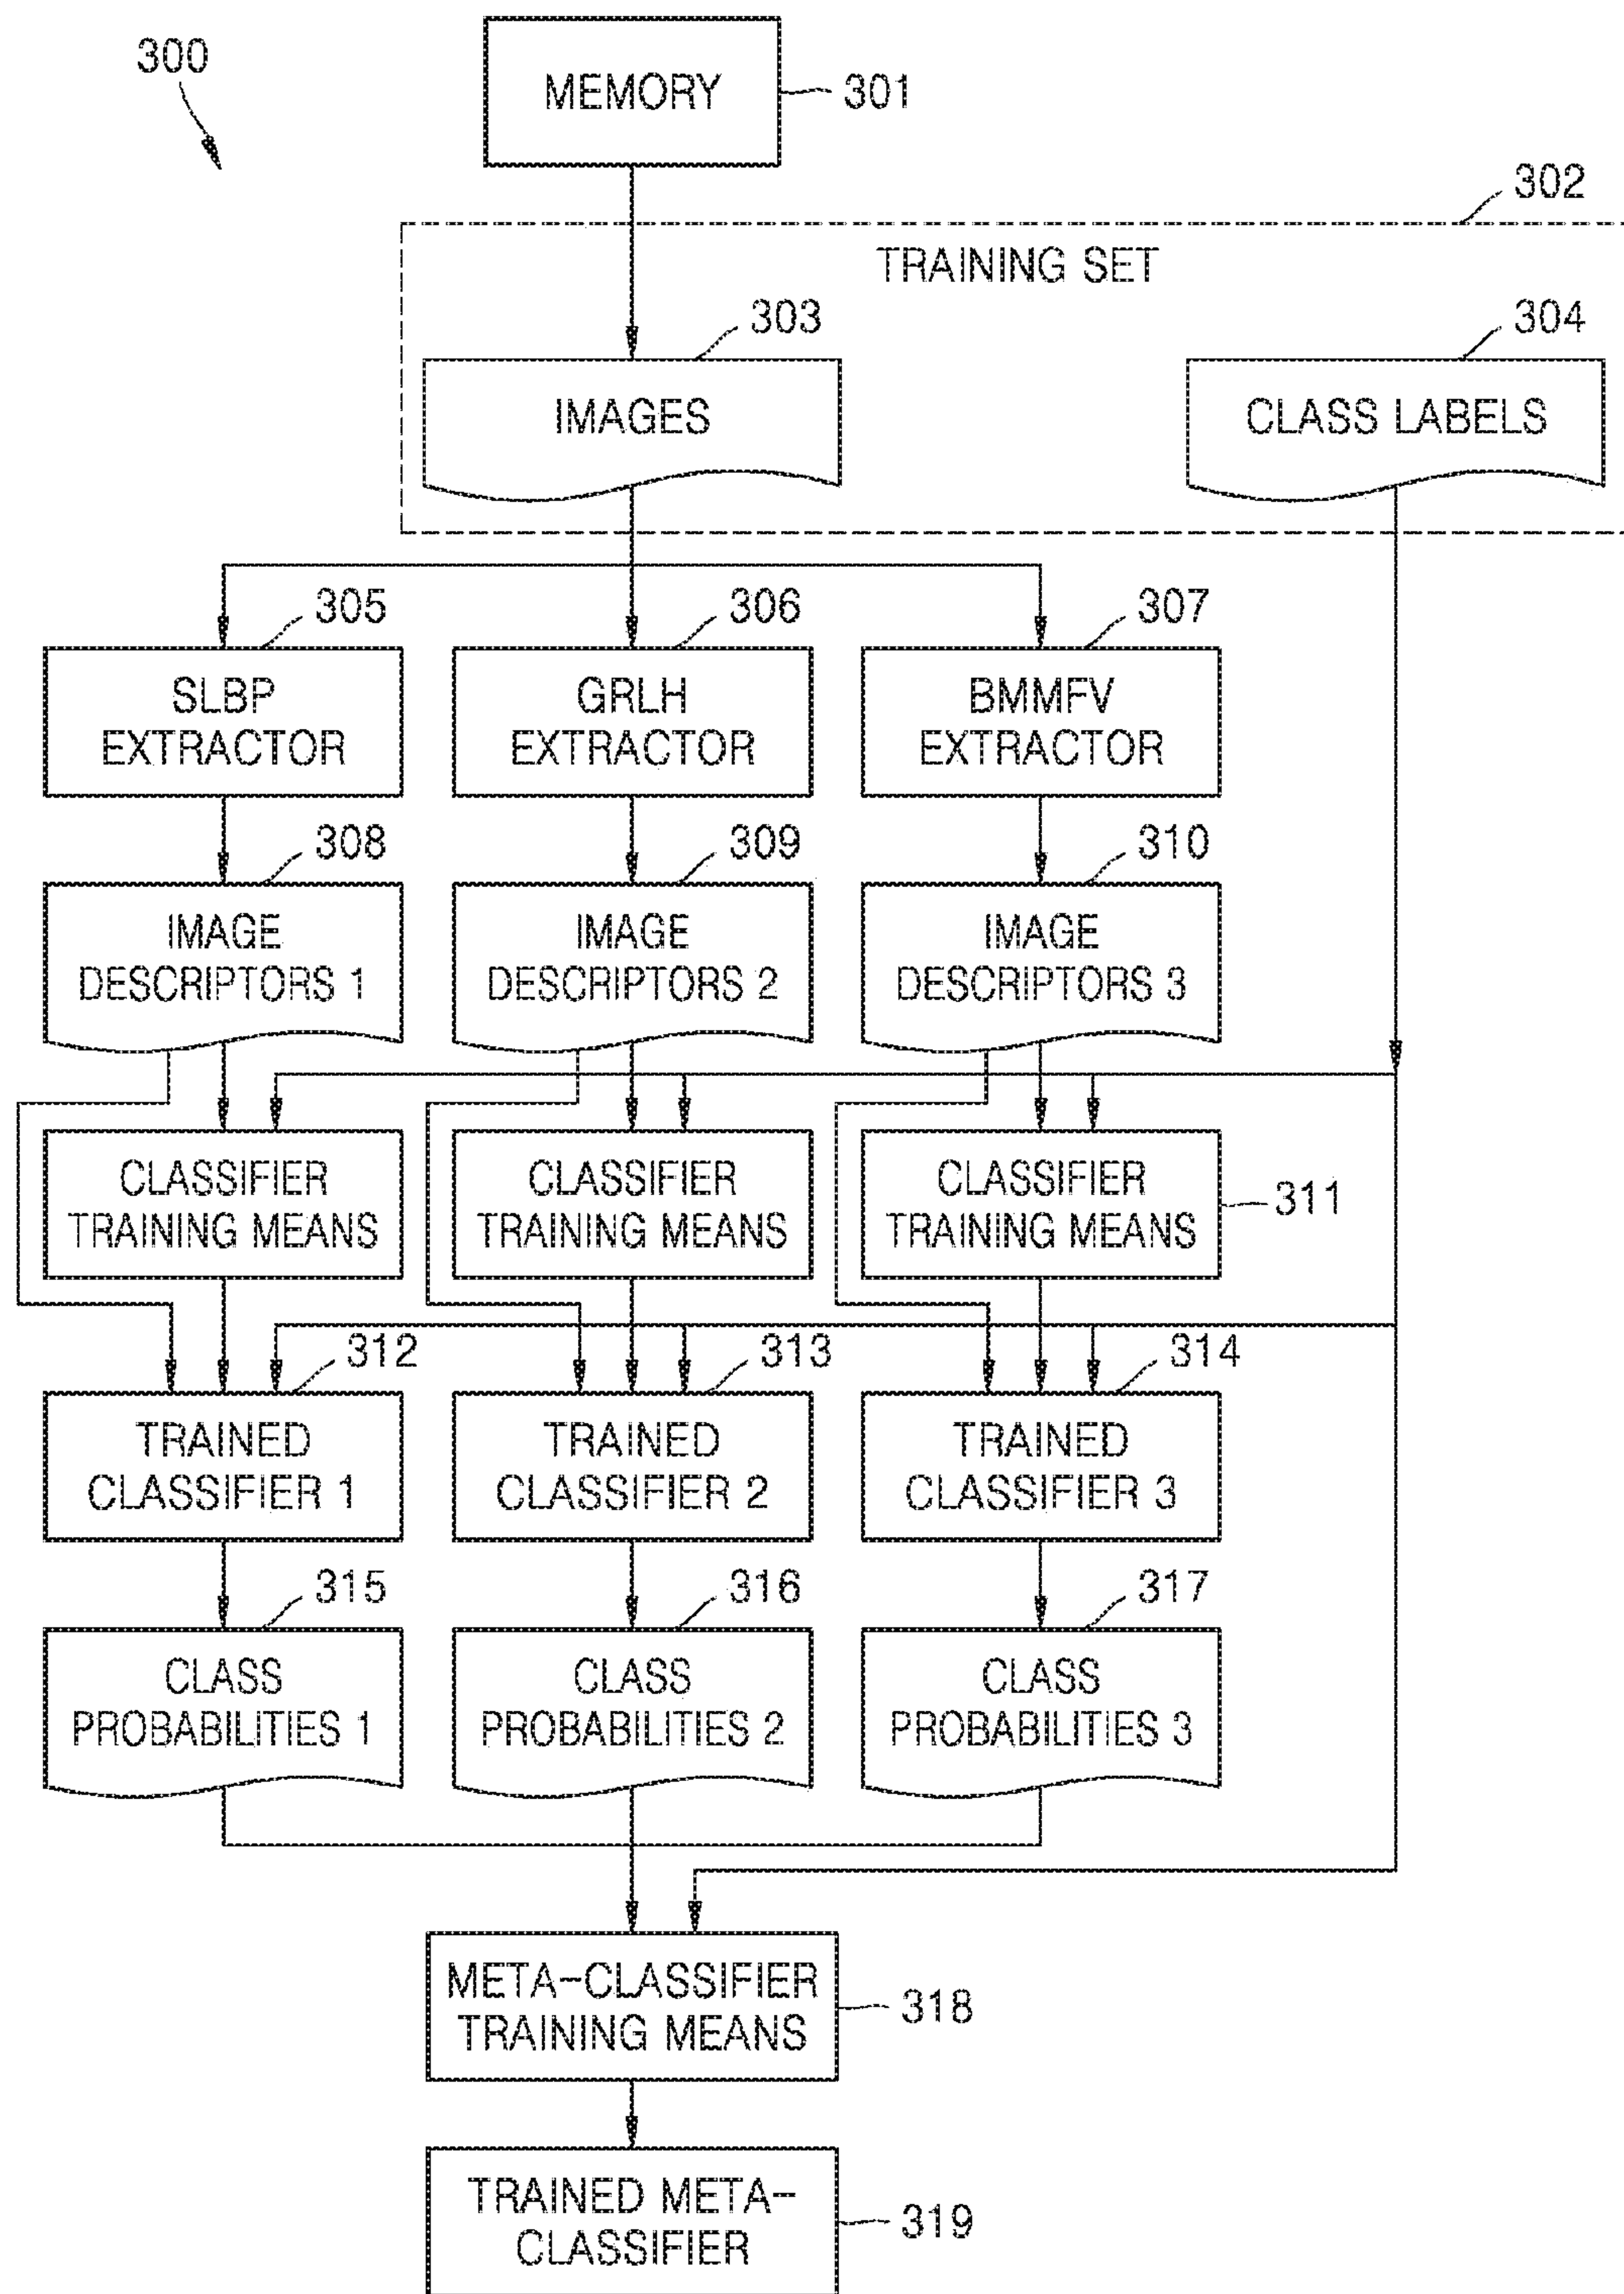 300
MEMORY
301
302
TRAINING SET
303
304
IMAGES
CLASS LABELS
305
306
307
SLBP
EXTRACTOR
GRLH
EXTRACTOR
BMMFV
EXTRACTOR
308
309
310
IMAGE
DESCRIPTORS 1
IMAGE
DESCRIPTORS 2
IMAGE
DESCRIPTORS 3
CLASSIFIER
TRAINING MEANS
CLASSIFIER
TRAINING MEANS
CLASSIFIER
TRAINING MEANS
311
312
313
314
TRAINED
CLASSIFIER 1
TRAINED
CLASSIFIER 2
TRAINED
CLASSIFIER 3
315
316
317
CLASS
PROBABILITIES 1
CLASS
PROBABILITIES 2
CLASS
PROBABILITIES 3
META-CLASSIFIER
TRAINING MEANS
318
TRAINED META-
CLASSIFIER
319